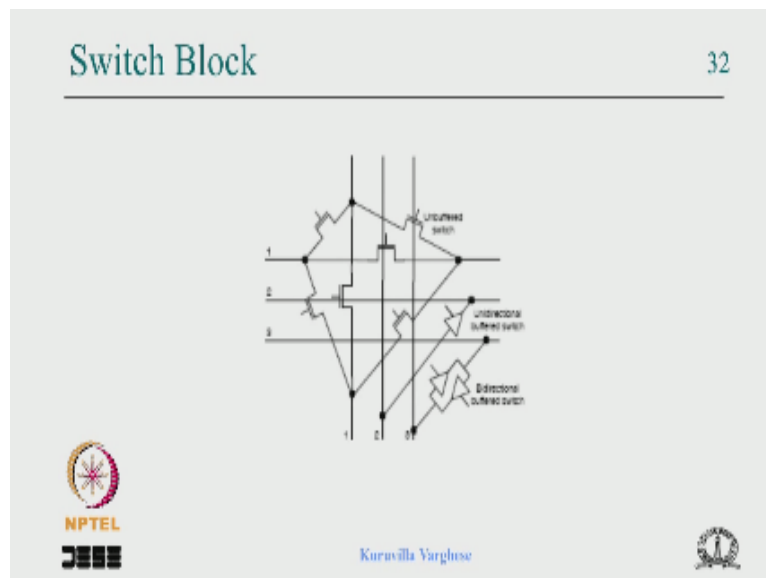 Switch Block
32
Unbuffered
switch
1
2
3
Unidirectional
buffered switch
Bidirectional
buffered switch
1 2 3
NPTEL
Kuruvilla Varghese